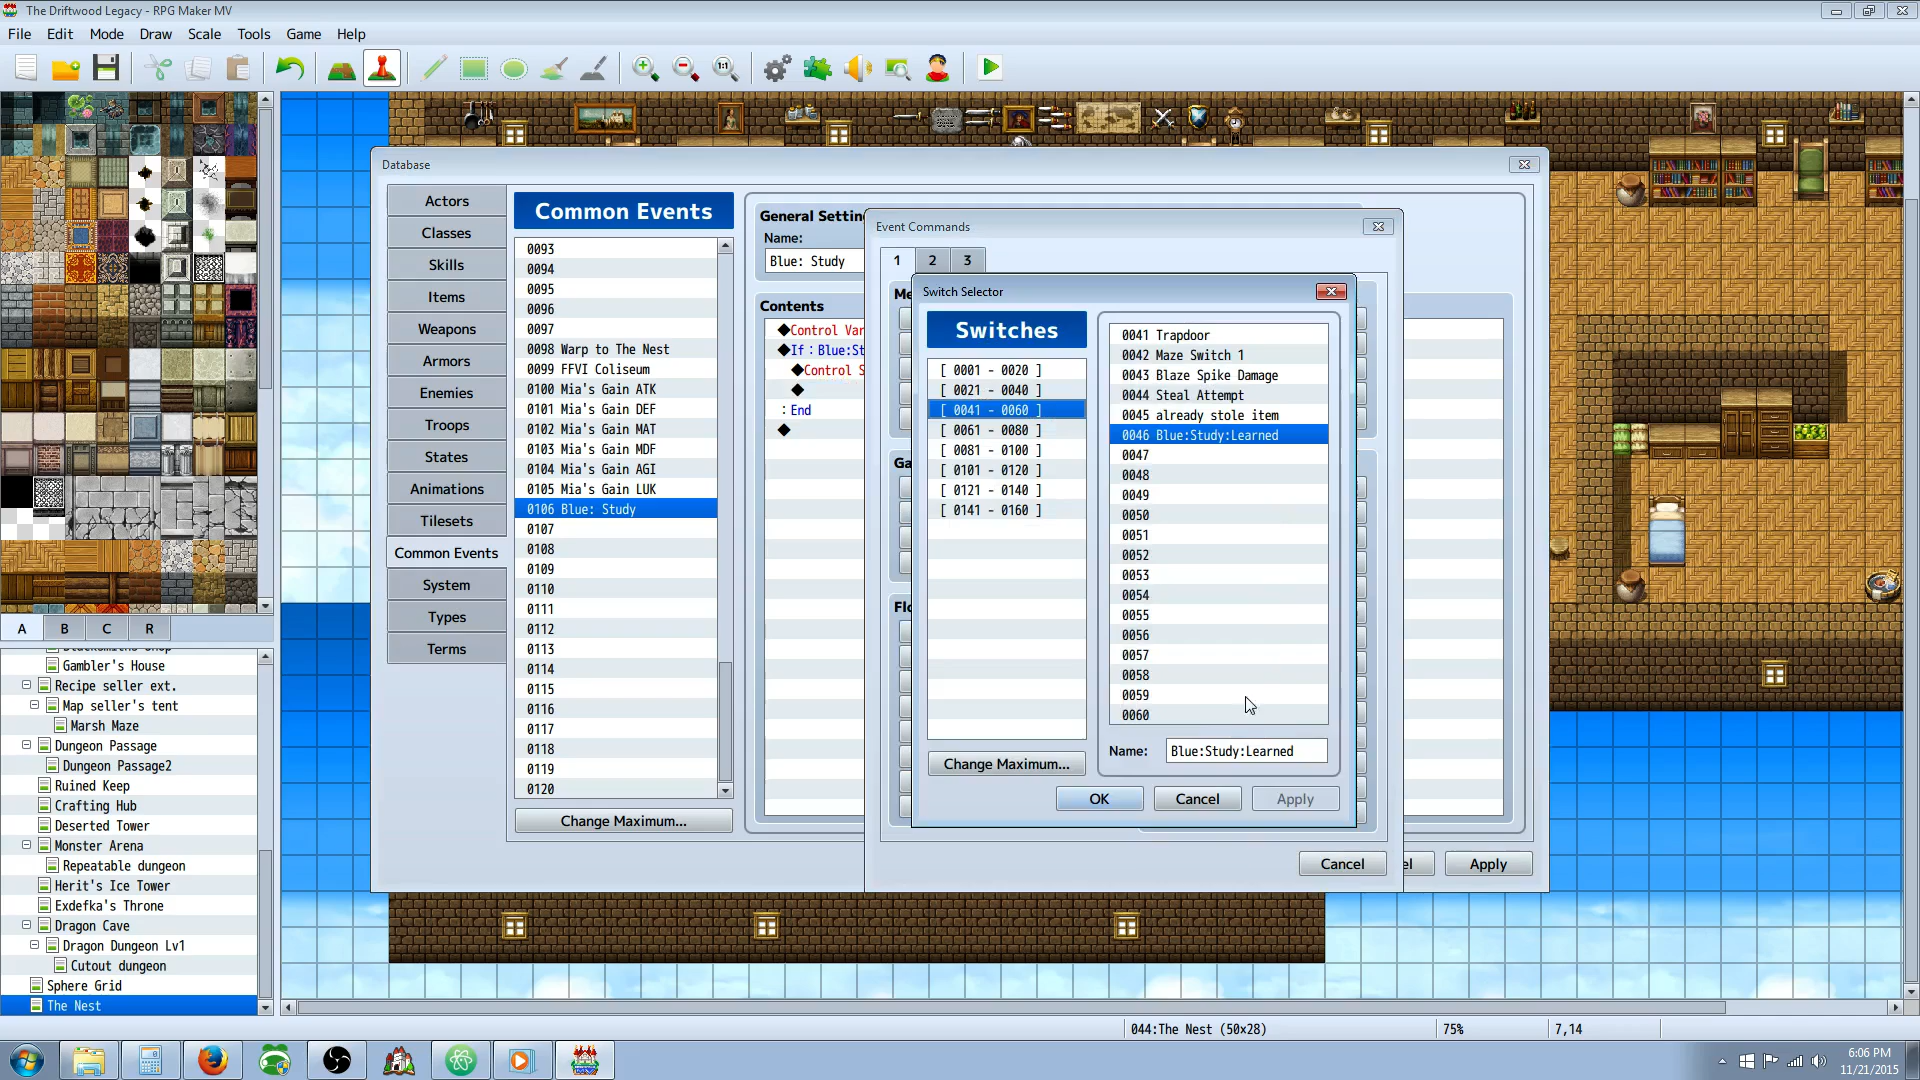 The Driftwood Legacy - RPG Maker MV
File Edit Mode Draw Scale Tools Game Help
1:1
A B C R
Gambler's House
Recipe seller ext.
Map seller's tent
Marsh Maze
Dungeon Passage
Dungeon Passage2
Ruined Keep
Crafting Hub
Deserted Tower
Monster Arena
Repeatable dungeon
Herit's Ice Tower
Exdefka's Throne
Dragon Cave
Dragon Dungeon Lv1
Cutout dungeon
Sphere Grid
The Nest
Database
Actors
Classes
Skills
Items
Weapons
Armors
Enemies
Troops
States
Animations
Tilesets
Common Events
System
Types
Terms
Common Events
0093
0094
0095
0096
0097
0098 Warp to The Nest
0099 FFVI Coliseum
0100 Mia's Gain ATK
0101 Mia's Gain DEF
0102 Mia's Gain MAT
0103 Mia's Gain MDF
0104 Mia's Gain AGI
0105 Mia's Gain LUK
0106 Blue: Study
0107
0108
0109
0110
0111
0112
0113
0114
0115
0116
0117
0118
0119
0120
Change Maximum...
General Settin
Name:
Blue: Study
Contents
◆Control Var
◆If：Blue:St
◆Control S
◆
：End
◆
Event Commands
1 2 3
Me
Ga
Flo
Switch Selector
Switches
[ 0001 - 0020 ]
[ 0021 - 0040 ]
[ 0041 - 0060 ]
[ 0061 - 0080 ]
[ 0081 - 0100 ]
[ 0101 - 0120 ]
[ 0121 - 0140 ]
[ 0141 - 0160 ]
Change Maximum...
0041 Trapdoor
0042 Maze Switch 1
0043 Blaze Spike Damage
0044 Steal Attempt
0045 already stole item
0046 Blue:Study:Learned
0047
0048
0049
0050
0051
0052
0053
0054
0055
0056
0057
0058
0059
0060
Name: Blue:Study:Learned
OK Cancel Apply
Cancel el Apply
044:The Nest (50x28) 75% 7,14
6:06 PM
11/21/2015